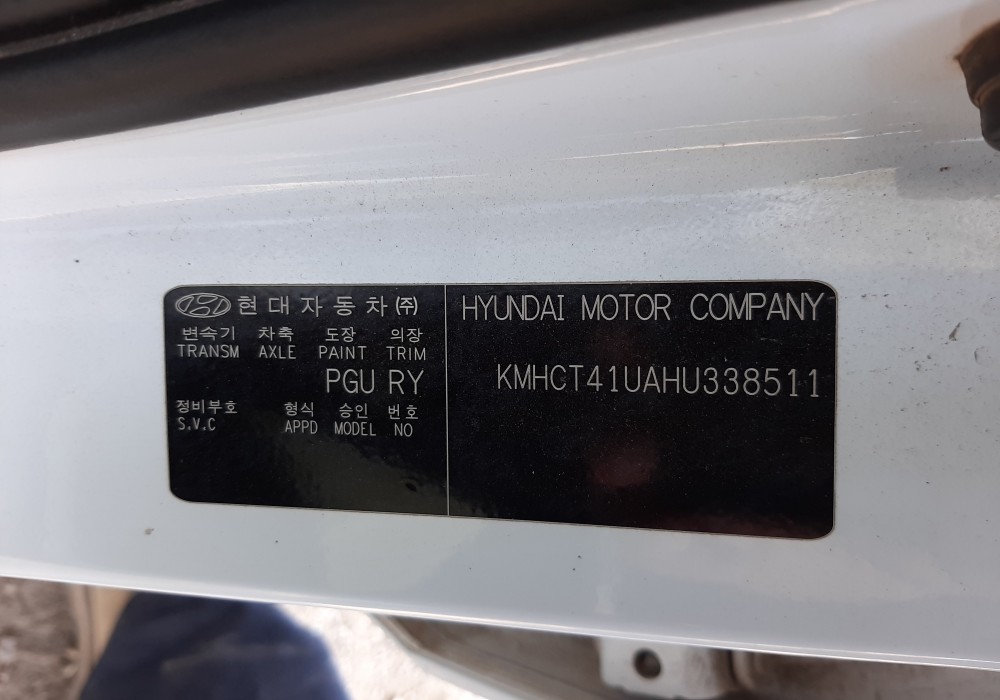 현대자동차㈜
변속기 차축 도장 의장
TRANSM AXLE PAINT TRIM
PGU RY
정비부호 형식 승인 번호
S.V.C APPD MODEL NO
HYUNDAI MOTOR COMPANY
KMHCT41UAHU338511